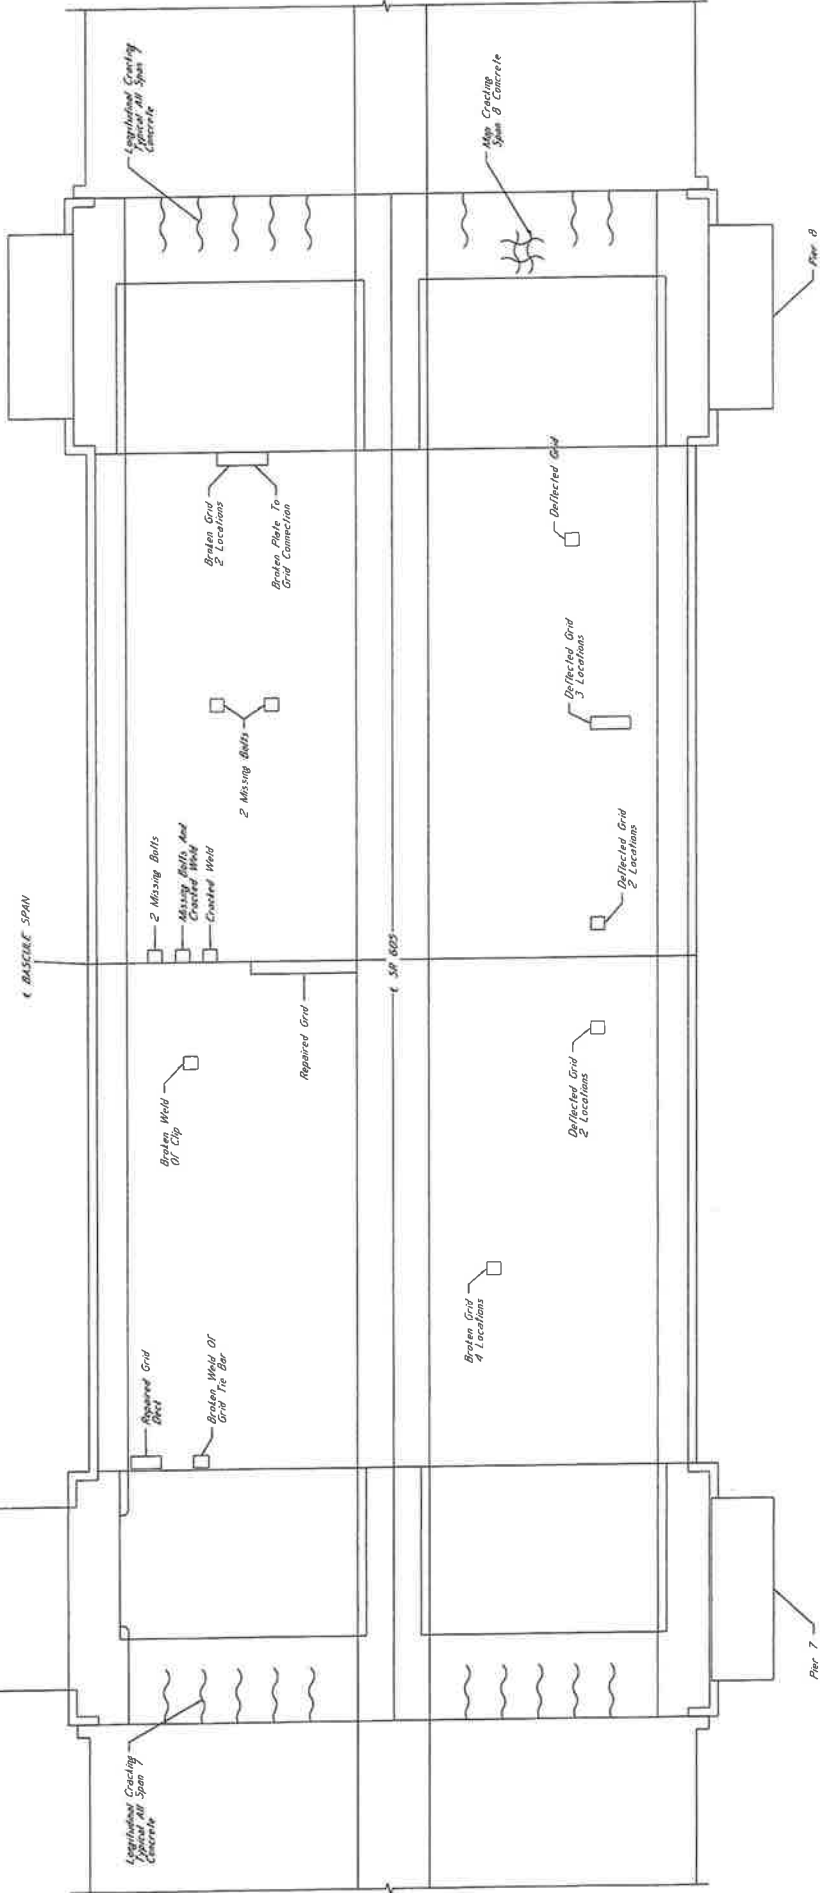 Longitudinal Cracking
Typical All Span 7
Concrete
Map Cracking
Span 8 Concrete
Pier 8
Broken Grid
2 Locations
Broken Plate To
Grid Connection
Deflected Grid
2 Missing Bolts
Deflected Grid
3 Locations
2 Missing Bolts
Missing Bolts And
Cracked Weld
Cracked Weld
Deflected Grid
2 Locations
℄ BASCULE SPAN
℄ SR 605
Repaired Grid
Broken Weld
Of Clip
Deflected Grid
2 Locations
Broken Grid
4 Locations
Repaired Grid
Deck
Broken Weld Of
Grid Tie Bar
Longitudinal Cracking
Typical All Span 7
Concrete
Pier 7